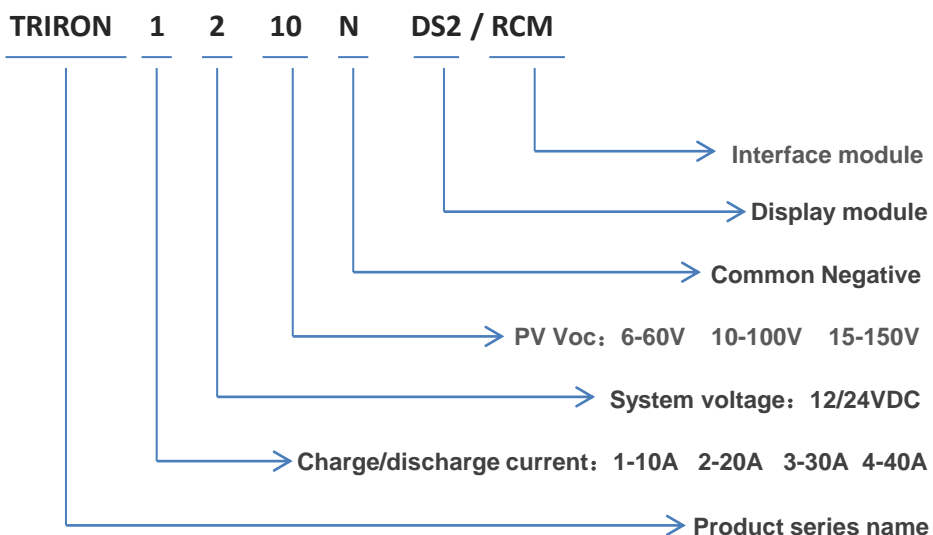 TRIRON 1 2 10 N DS2 / RCM
Interface module
Display module
Common Negative
PV Voc：6-60V 10-100V 15-150V
System voltage：12/24VDC
Charge/discharge current：1-10A 2-20A 3-30A 4-40A
Product series name